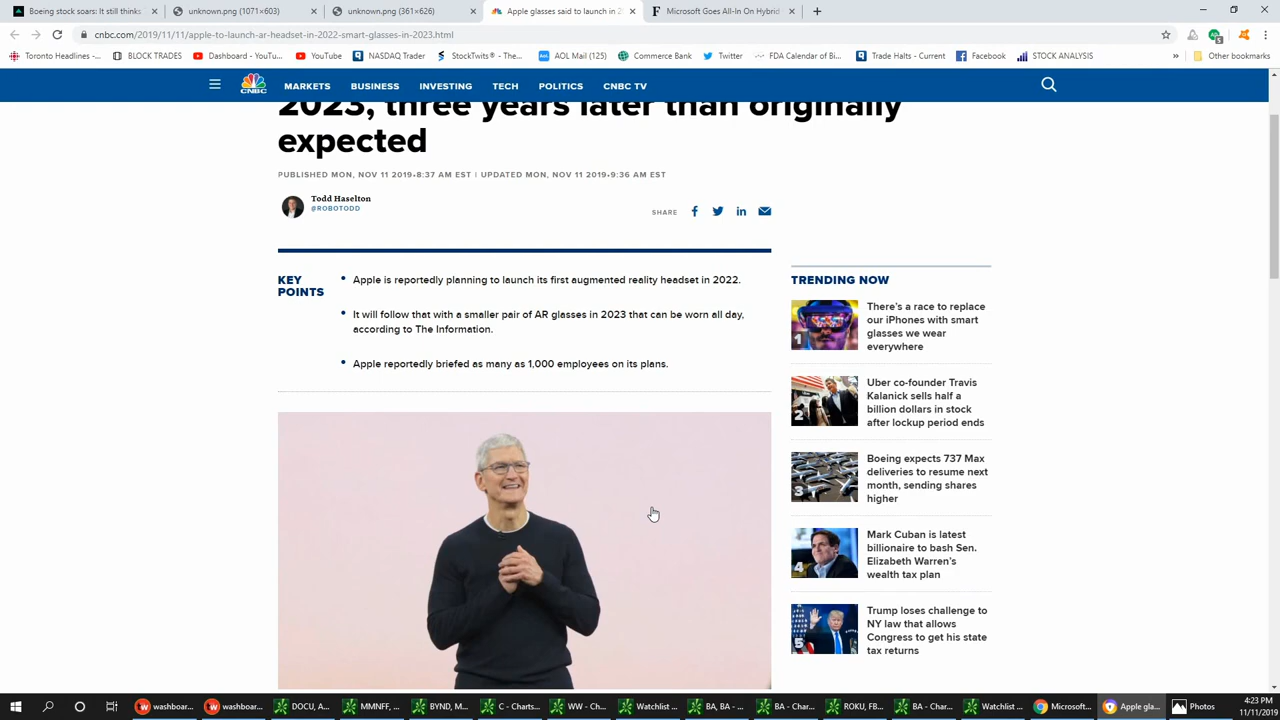 Boeing stock soars: It still thinks
unknown.png (1071×603)
unknown.png (361×626)
Apple glasses said to launch in 2
Microsoft Goes All-In On Hybrid
cnbc.com/2019/11/11/apple-to-launch-ar-headset-in-2022-smart-glasses-in-2023.html
Toronto Headlines -...
BLOCK TRADES
Dashboard - YouTu...
YouTube
NASDAQ Trader
StockTwits® - The...
AOL Mail (125)
Commerce Bank
Twitter
FDA Calendar of Bi...
Trade Halts - Current
Facebook
STOCK ANALYSIS
»
Other bookmarks
CNBC
MARKETS
BUSINESS
INVESTING
TECH
POLITICS
CNBC TV
2023, three years later than originally
expected
PUBLISHED MON, NOV 11 2019•8:37 AM EST | UPDATED MON, NOV 11 2019•9:36 AM EST
Todd Haselton
@ROBOTODD
SHARE
KEY
POINTS
Apple is reportedly planning to launch its first augmented reality headset in 2022.
It will follow that with a smaller pair of AR glasses in 2023 that can be worn all day,
according to The Information.
Apple reportedly briefed as many as 1,000 employees on its plans.
TRENDING NOW
1
There's a race to replace
our iPhones with smart
glasses we wear
everywhere
2
Uber co-founder Travis
Kalanick sells half a
billion dollars in stock
after lockup period ends
3
Boeing expects 737 Max
deliveries to resume next
month, sending shares
higher
4
Mark Cuban is latest
billionaire to bash Sen.
Elizabeth Warren's
wealth tax plan
5
Trump loses challenge to
NY law that allows
Congress to get his state
tax returns
washboar...
washboar...
DOCU, A...
MMNFF, ...
BYND, M...
C - Charts...
WW - Ch...
Watchlist ...
BA, BA - ...
BA - Char...
ROKU, FB...
BA - Char...
Watchlist ...
Microsoft...
Apple gla...
Photos
4:23 PM
11/11/2019